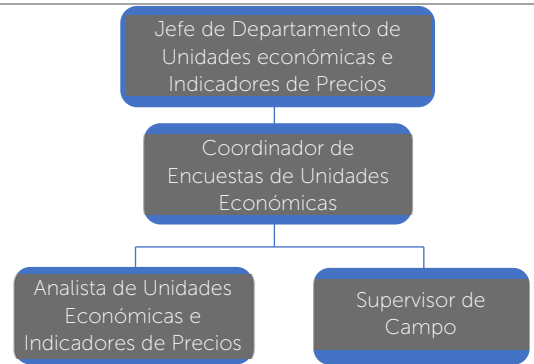 Jefe de Departamento de
Unidades económicas e
Indicadores de Precios
Coordinador de
Encuestas de Unidades
Económicas
Analista de Unidades
Económicas e
Indicadores de Precios
Supervisor de
Campo